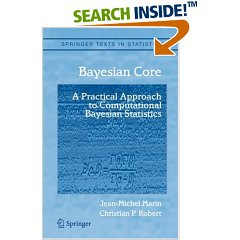 SEARCH INSIDE!™
SPRINGER TEXTS IN STATISTICS
Bayesian Core
A Practical Approach
to Computational
Bayesian Statistics
Jean-Michel Marin
Christian P. Robert
Springer